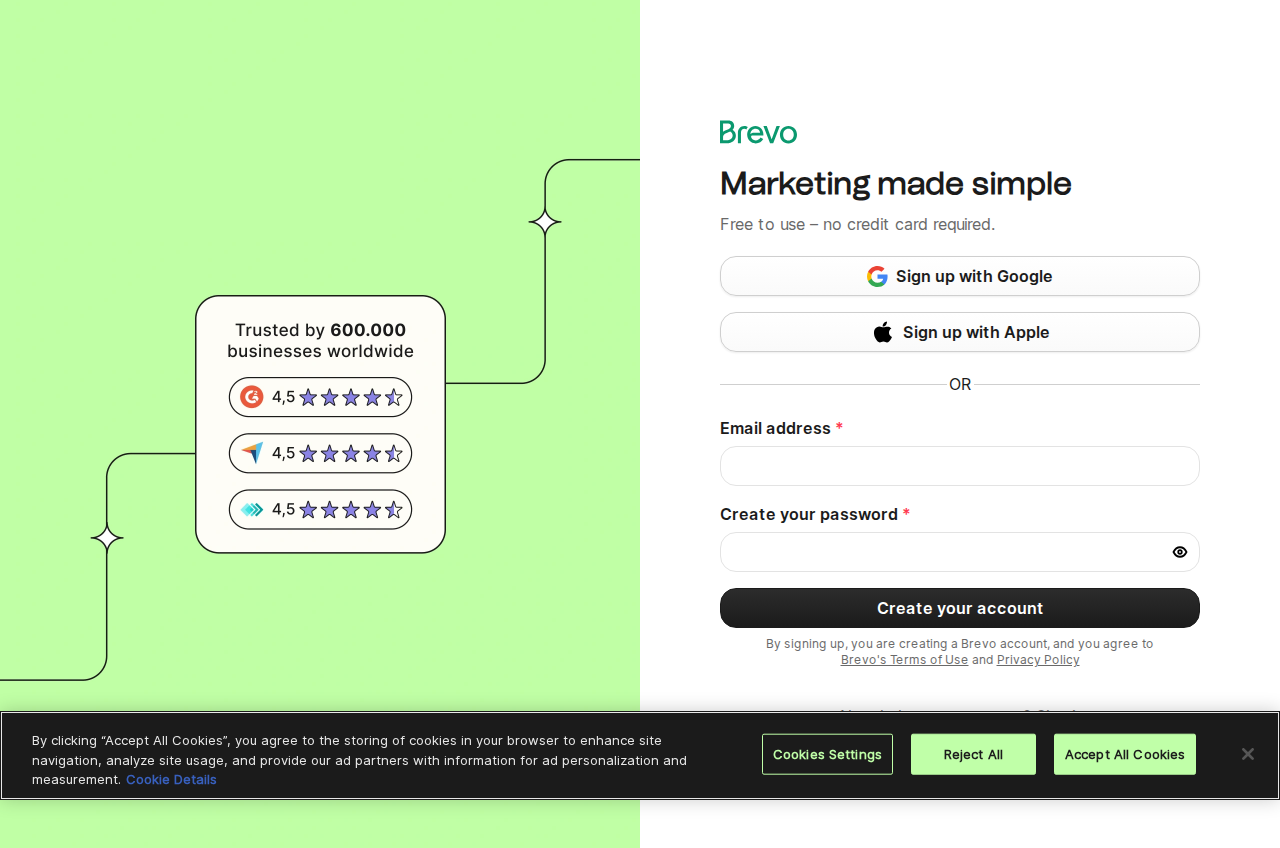 Trusted by 600.000
businesses worldwide
4,5
4,5
4,5
Brevo
Marketing made simple
Free to use – no credit card required.
Sign up with Google
Sign up with Apple
OR
Email address *
Create your password *
Create your account
By signing up, you are creating a Brevo account, and you agree to
Brevo's Terms of Use and Privacy Policy
By clicking “Accept All Cookies”, you agree to the storing of cookies in your browser to enhance site
navigation, analyze site usage, and provide our ad partners with information for ad personalization and
measurement. Cookie Details
Cookies Settings
Reject All
Accept All Cookies